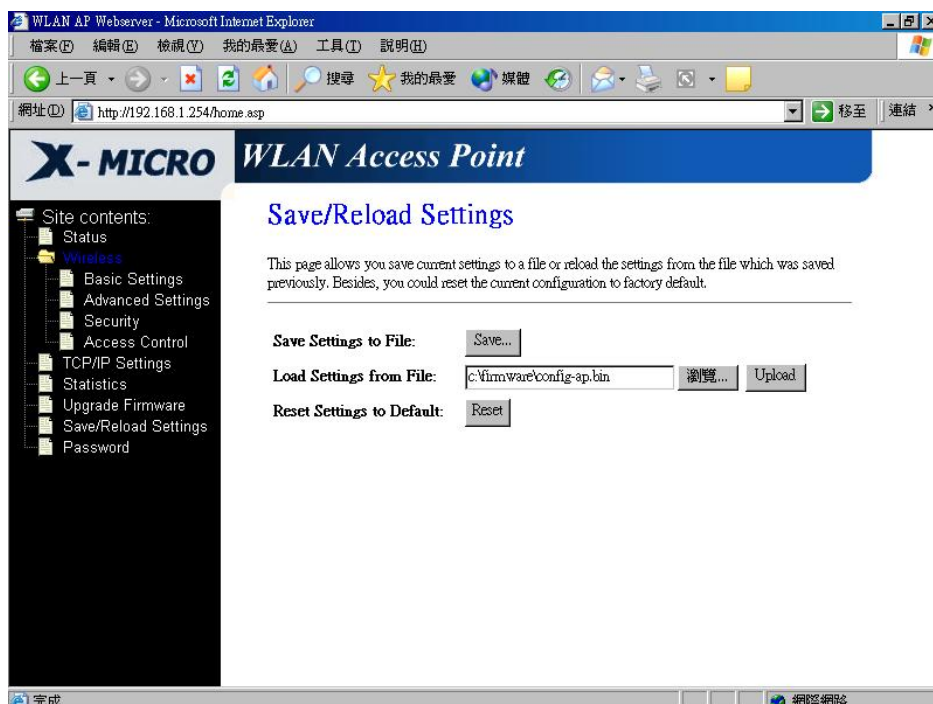 WLAN AP Webserver - Microsoft Internet Explorer
檔案(F) 編輯(E) 檢視(V) 我的最愛(A) 工具(T) 說明(H)
上一頁 搜尋 我的最愛 媒體
網址(D) http://192.168.1.254/home.asp 移至 連結
X-MICRO WLAN Access Point
Site contents:
Status
Wireless
Basic Settings
Advanced Settings
Security
Access Control
TCP/IP Settings
Statistics
Upgrade Firmware
Save/Reload Settings
Password
Save/Reload Settings
This page allows you save current settings to a file or reload the settings from the file which was saved
previously. Besides, you could reset the current configuration to factory default.
Save Settings to File: Save...
Load Settings from File: c:\firmware\config-ap.bin 瀏覽... Upload
Reset Settings to Default: Reset
完成 網際網路